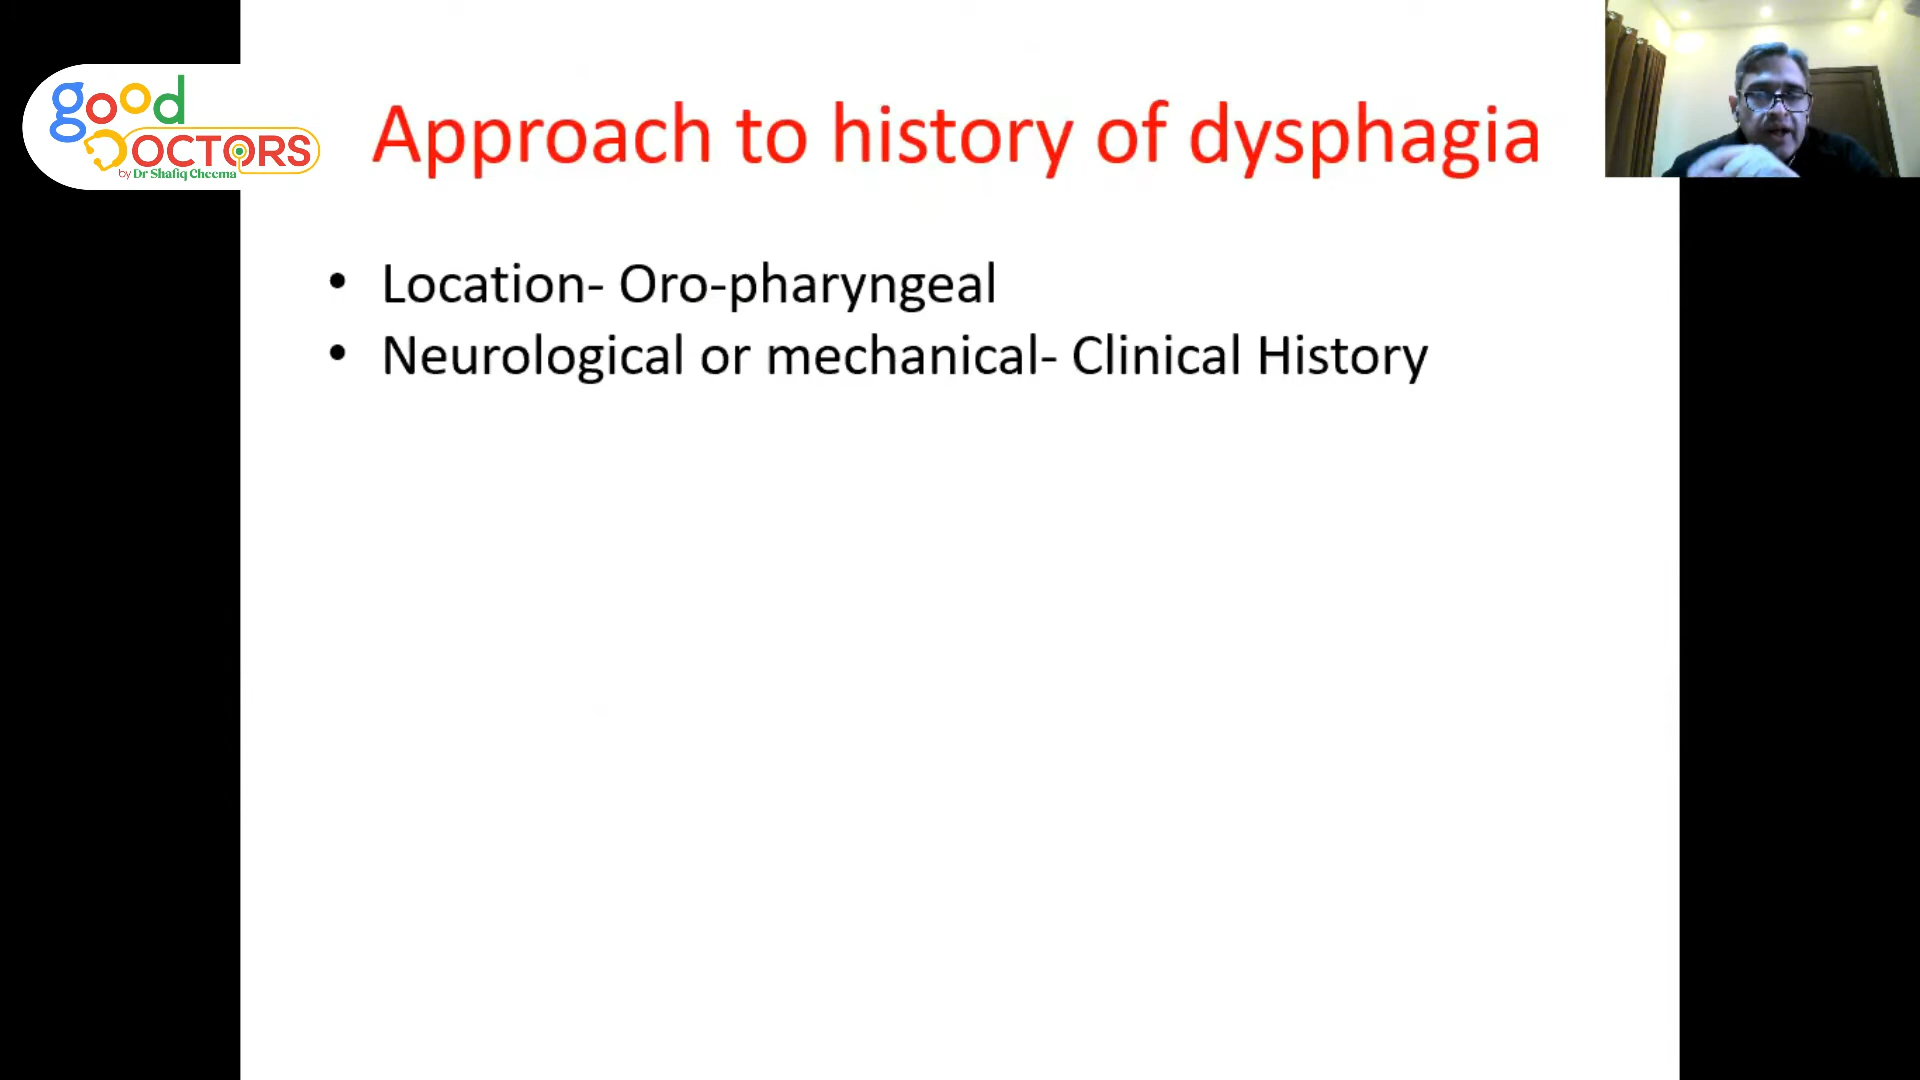 good
DOCTORS
by Dr Shafiq Cheema
Approach to history of dysphagia
• Location- Oro-pharyngeal
• Neurological or mechanical- Clinical History